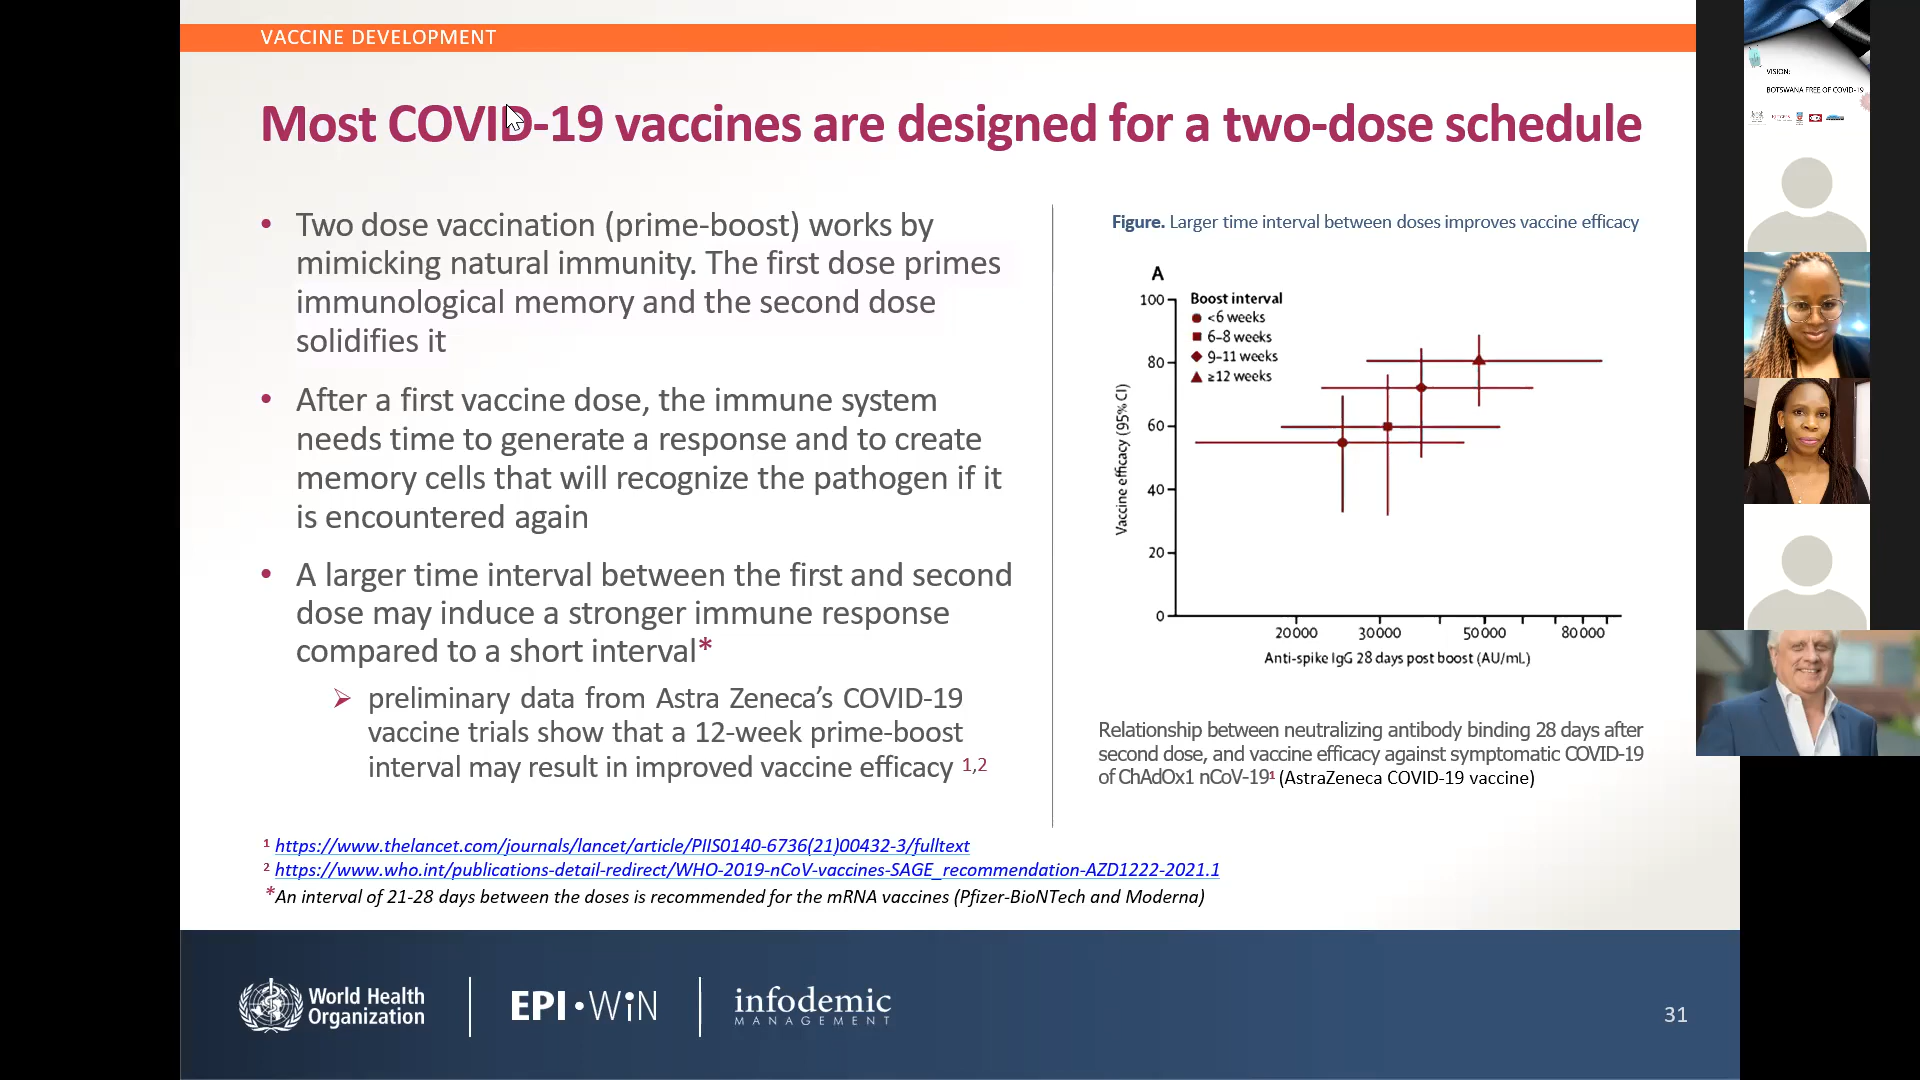 VACCINE DEVELOPMENT
Most COVID-19 vaccines are designed for a two-dose schedule
• Two dose vaccination (prime-boost) works by
mimicking natural immunity. The first dose primes
immunological memory and the second dose
solidifies it
• After a first vaccine dose, the immune system
needs time to generate a response and to create
memory cells that will recognize the pathogen if it
is encountered again
• A larger time interval between the first and second
dose may induce a stronger immune response
compared to a short interval*
➢ preliminary data from Astra Zeneca’s COVID-19
vaccine trials show that a 12-week prime-boost
interval may result in improved vaccine efficacy 1,2
Figure. Larger time interval between doses improves vaccine efficacy
A
Boost interval
<6 weeks
6–8 weeks
9–11 weeks
≥12 weeks
Vaccine efficacy (95% CI)
100
80
60
40
20
0
20 000 30 000 50 000 80 000
Anti-spike IgG 28 days post boost (AU/mL)
Relationship between neutralizing antibody binding 28 days after
second dose, and vaccine efficacy against symptomatic COVID-19
of ChAdOx1 nCoV-19¹ (AstraZeneca COVID-19 vaccine)
¹ https://www.thelancet.com/journals/lancet/article/PIIS0140-6736(21)00432-3/fulltext
² https://www.who.int/publications-detail-redirect/WHO-2019-nCoV-vaccines-SAGE_recommendation-AZD1222-2021.1
*An interval of 21-28 days between the doses is recommended for the mRNA vaccines (Pfizer-BioNTech and Moderna)
World Health
Organization
EPI•WiN
infodemic
MANAGEMENT
31
VISION:
BOTSWANA FREE OF COVID-19